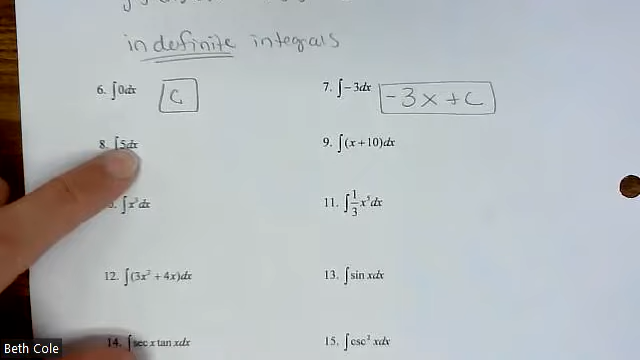 indefinite integrals
6. ∫0dx C
7. ∫−3dx −3x + C
8. ∫5dx
9. ∫(x+10)dx
11. ∫1/3 x⁵dx
12. ∫(3x² + 4x)dx
13. ∫sin xdx
14. ∫sec x tan xdx
15. ∫csc² xdx
Beth Cole